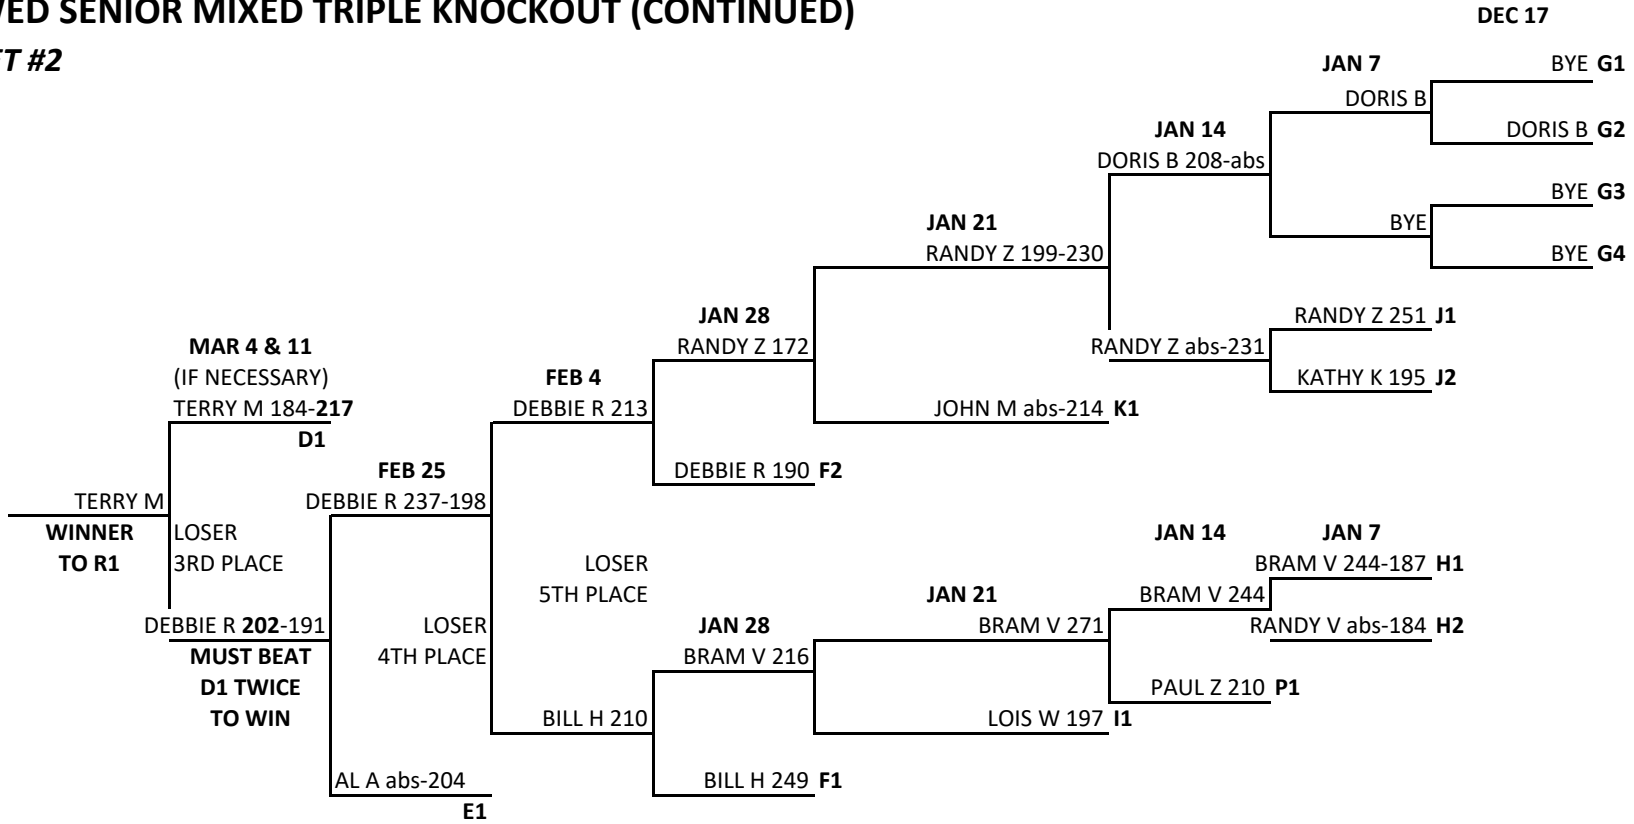 SENIOR MIXED TRIPLE KNOCKOUT (CONTINUED)
DEC 17
#2
JAN 7
BYE G1
DORIS B
JAN 14
DORIS B G2
DORIS B 208-abs
BYE G3
JAN 21
BYE
RANDY Z 199-230
BYE G4
JAN 28
RANDY Z 251 J1
MAR 4 & 11
RANDY Z 172
RANDY Z abs-231
(IF NECESSARY)
FEB 4
KATHY K 195 J2
TERRY M 184-217
DEBBIE R 213
JOHN M abs-214 K1
D1
FEB 25
DEBBIE R 190 F2
TERRY M
DEBBIE R 237-198
WINNER
LOSER
JAN 14
JAN 7
TO R1
3RD PLACE
LOSER
BRAM V 244-187 H1
5TH PLACE
JAN 21
BRAM V 244
DEBBIE R 202-191
LOSER
JAN 28
BRAM V 271
RANDY V abs-184 H2
MUST BEAT
4TH PLACE
BRAM V 216
D1 TWICE
PAUL Z 210 P1
TO WIN
BILL H 210
LOIS W 197 I1
AL A abs-204
BILL H 249 F1
E1